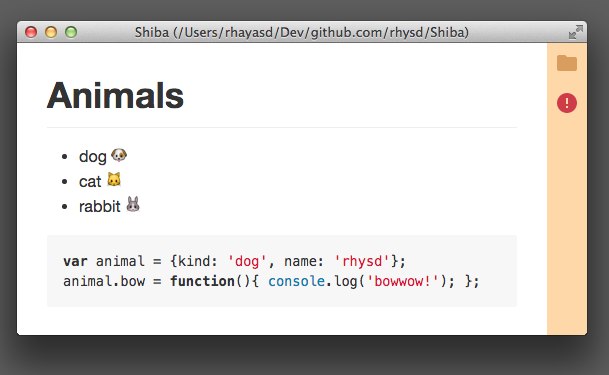 Shiba (/Users/rhayasd/Dev/github.com/rhysd/Shiba)
Animals
• dog 🐶
• cat 🐱
• rabbit 🐰
var animal = {kind: 'dog', name: 'rhysd'};
animal.bow = function(){ console.log('bowwow!'); };